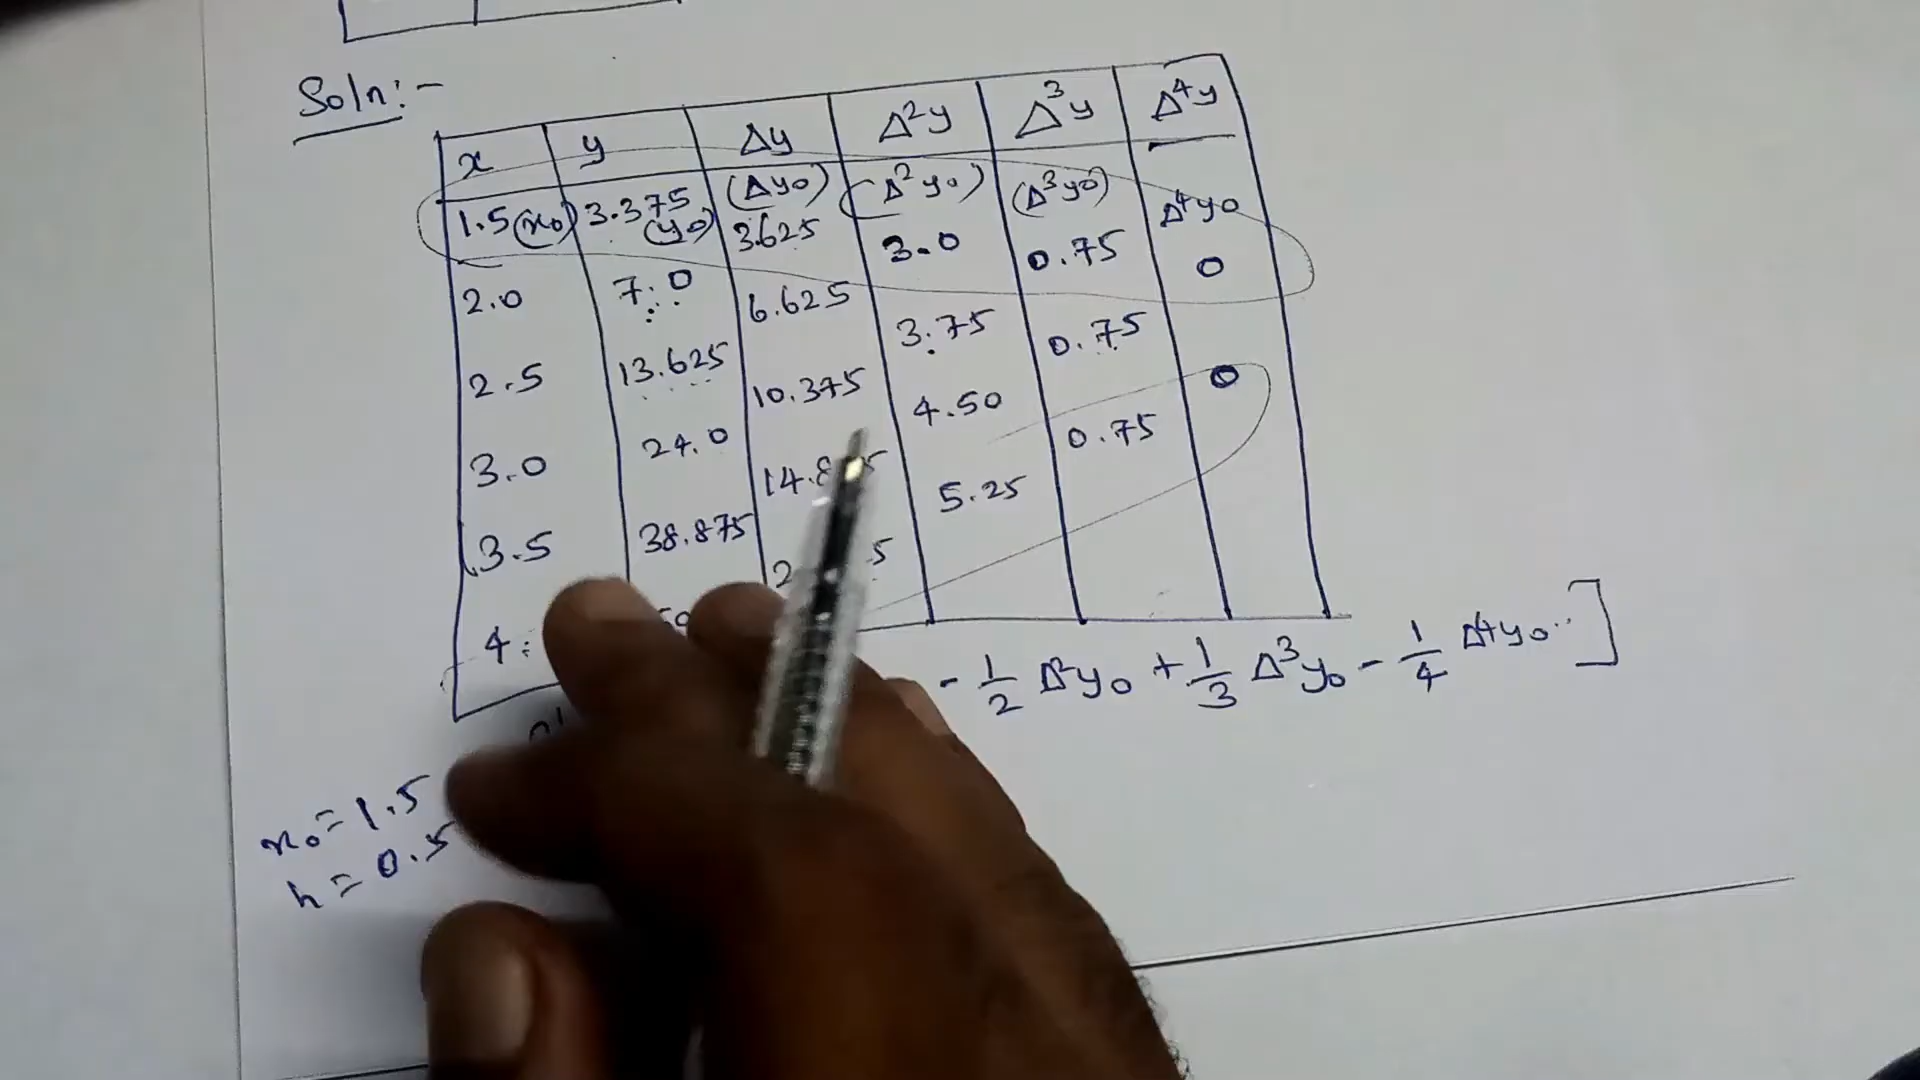 Soln:-
x y Δy Δ²y Δ³y Δ⁴y
(Δy0) (Δ²y0) (Δ³y0) Δ⁴y0
1.5(x0) 3.375 (y0) 3.625 3.0 0.75 0
2.0 7.0 6.625 3.75 0.75 0
2.5 13.625 10.375 4.50 0.75
3.0 24.0 5.25
3.5 38.875
4.
- 1/2 Δ²y0 + 1/3 Δ³y0 - 1/4 Δ⁴y0 .. ]
x0 = 1.5
h = 0.5